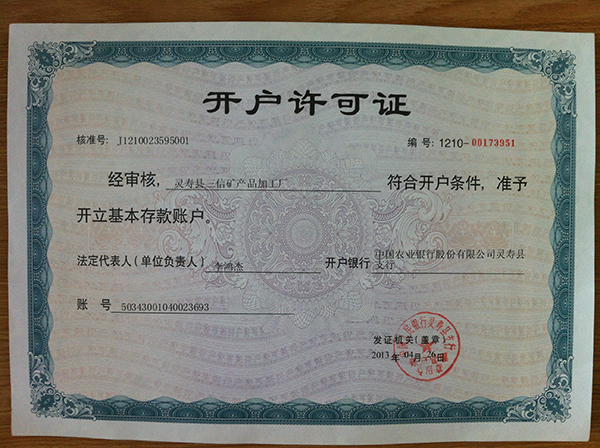 开户许可证
核准号: J1210023595001 编 号: 1210-00173951
经审核, 灵寿县三信矿产品加工厂 符合开户条件, 准予
开立基本存款账户。
法定代表人(单位负责人) 李鸿杰 开户银行 中国农业银行股份有限公司灵寿县
支行
账 号 50343001040023693
发证机关(盖章)
2013 年 04 月 26 日